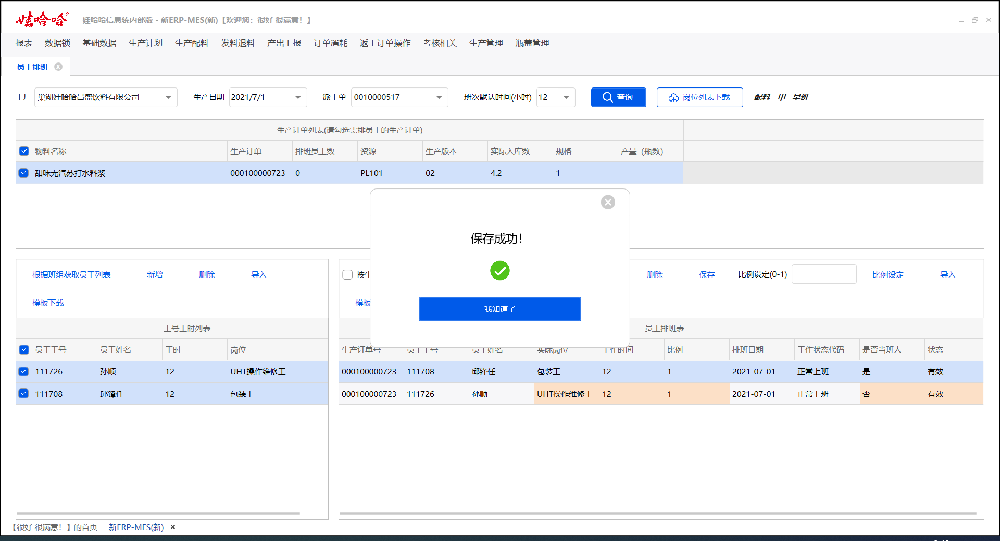 娃哈哈® 娃哈哈信息统内部版 - 新ERP-MES(新)【欢迎您：很好 很满意！】
报表 数据锁 基础数据 生产计划 生产配料 发料退料 产出上报 订单消耗 返工订单操作 考核相关 生产管理 瓶盖管理
员工排班
工厂 巢湖娃哈哈昌盛饮料有限公司 生产日期 2021/7/1 派工单 0010000517 班次默认时间(小时) 12 查询 岗位列表下载 配料一甲 早班
生产订单列表(请勾选需排员工的生产订单)
物料名称 生产订单 排班员工数 资源 生产版本 实际入库数 规格 产量（瓶数）
甜味无汽苏打水料浆 000100000723 0 PL101 02 4.2 1
保存成功！
我知道了
根据班组获取员工列表 新增 删除 导入
模板下载
工号工时列表
员工工号 员工姓名 工时 岗位
111726 孙顺 12 UHT操作维修工
111708 邱锋任 12 包装工
按生 删除 保存 比例设定(0-1) 比例设定 导入
模板
员工排班表
生产订单号 员工工号 员工姓名 实际岗位 工作时间 比例 排班日期 工作状态代码 是否当班人 状态
000100000723 111708 邱锋任 包装工 12 1 2021-07-01 正常上班 是 有效
000100000723 111726 孙顺 UHT操作维修工 12 1 2021-07-01 正常上班 否 有效
【很好 很满意！】的首页 新ERP-MES(新)